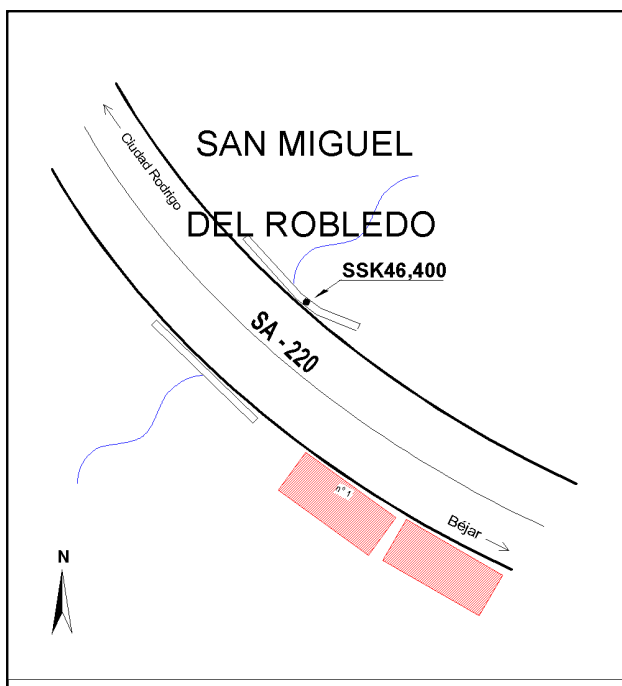 SAN MIGUEL
Ciudad Rodrigo
DEL ROBLEDO
SSK46,400
SA - 220
nº 1
Béjar
N